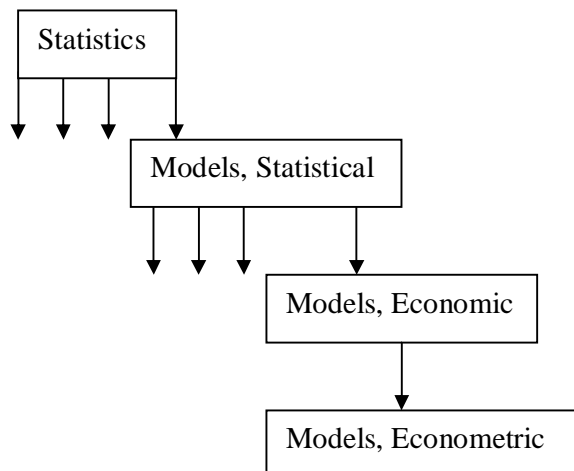 Statistics
Models, Statistical
Models, Economic
Models, Econometric